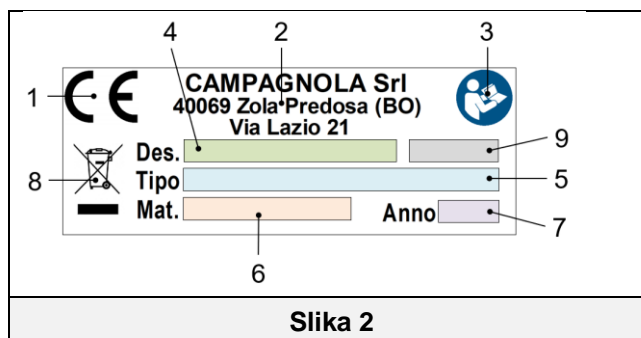 4 2 3
1 CE CAMPAGNOLA Srl
40069 Zola Predosa (BO)
Via Lazio 21
Des. 9
8 Tipo 5
Mat. Anno 7
6
Slika 2